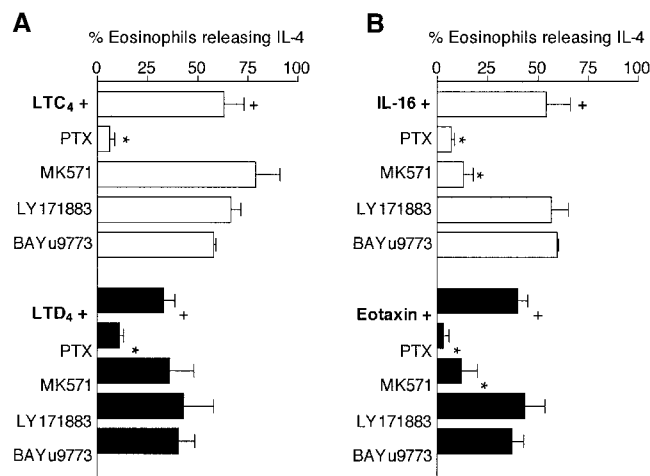 A
% Eosinophils releasing IL-4
0 25 50 75 100
LTC4 +
+
PTX
*
MK571
LY171883
BAYu9773
LTD4 +
+
PTX
*
MK571
LY171883
BAYu9773
B
% Eosinophils releasing IL-4
0 25 50 75 100
IL-16 +
+
PTX
*
MK571
*
LY171883
BAYu9773
Eotaxin +
+
PTX
*
MK571
*
LY171883
BAYu9773